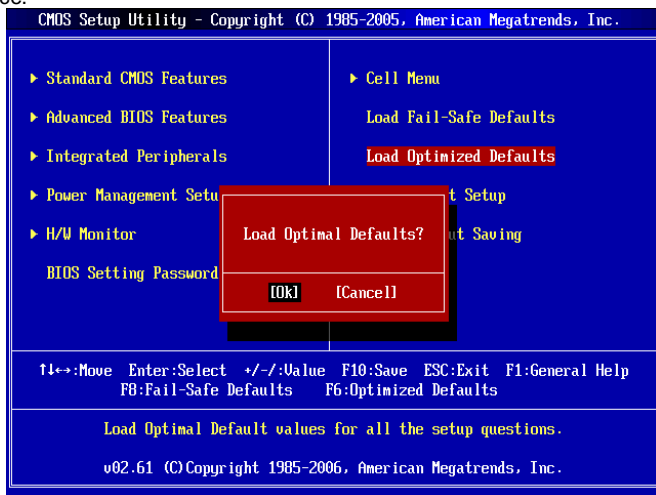 CMOS Setup Utility - Copyright (C) 1985-2005, American Megatrends, Inc.
▶ Standard CMOS Features
▶ Advanced BIOS Features
▶ Integrated Peripherals
▶ Power Management Setu
▶ H/W Monitor
BIOS Setting Password
▶ Cell Menu
Load Fail-Safe Defaults
Load Optimized Defaults
t Setup
ut Saving
Load Optimal Defaults?
[Ok] [Cancel]
↑↓↔:Move Enter:Select +/-/:Value F10:Save ESC:Exit F1:General Help
F8:Fail-Safe Defaults F6:Optimized Defaults
Load Optimal Default values for all the setup questions.
v02.61 (C)Copyright 1985-2006, American Megatrends, Inc.